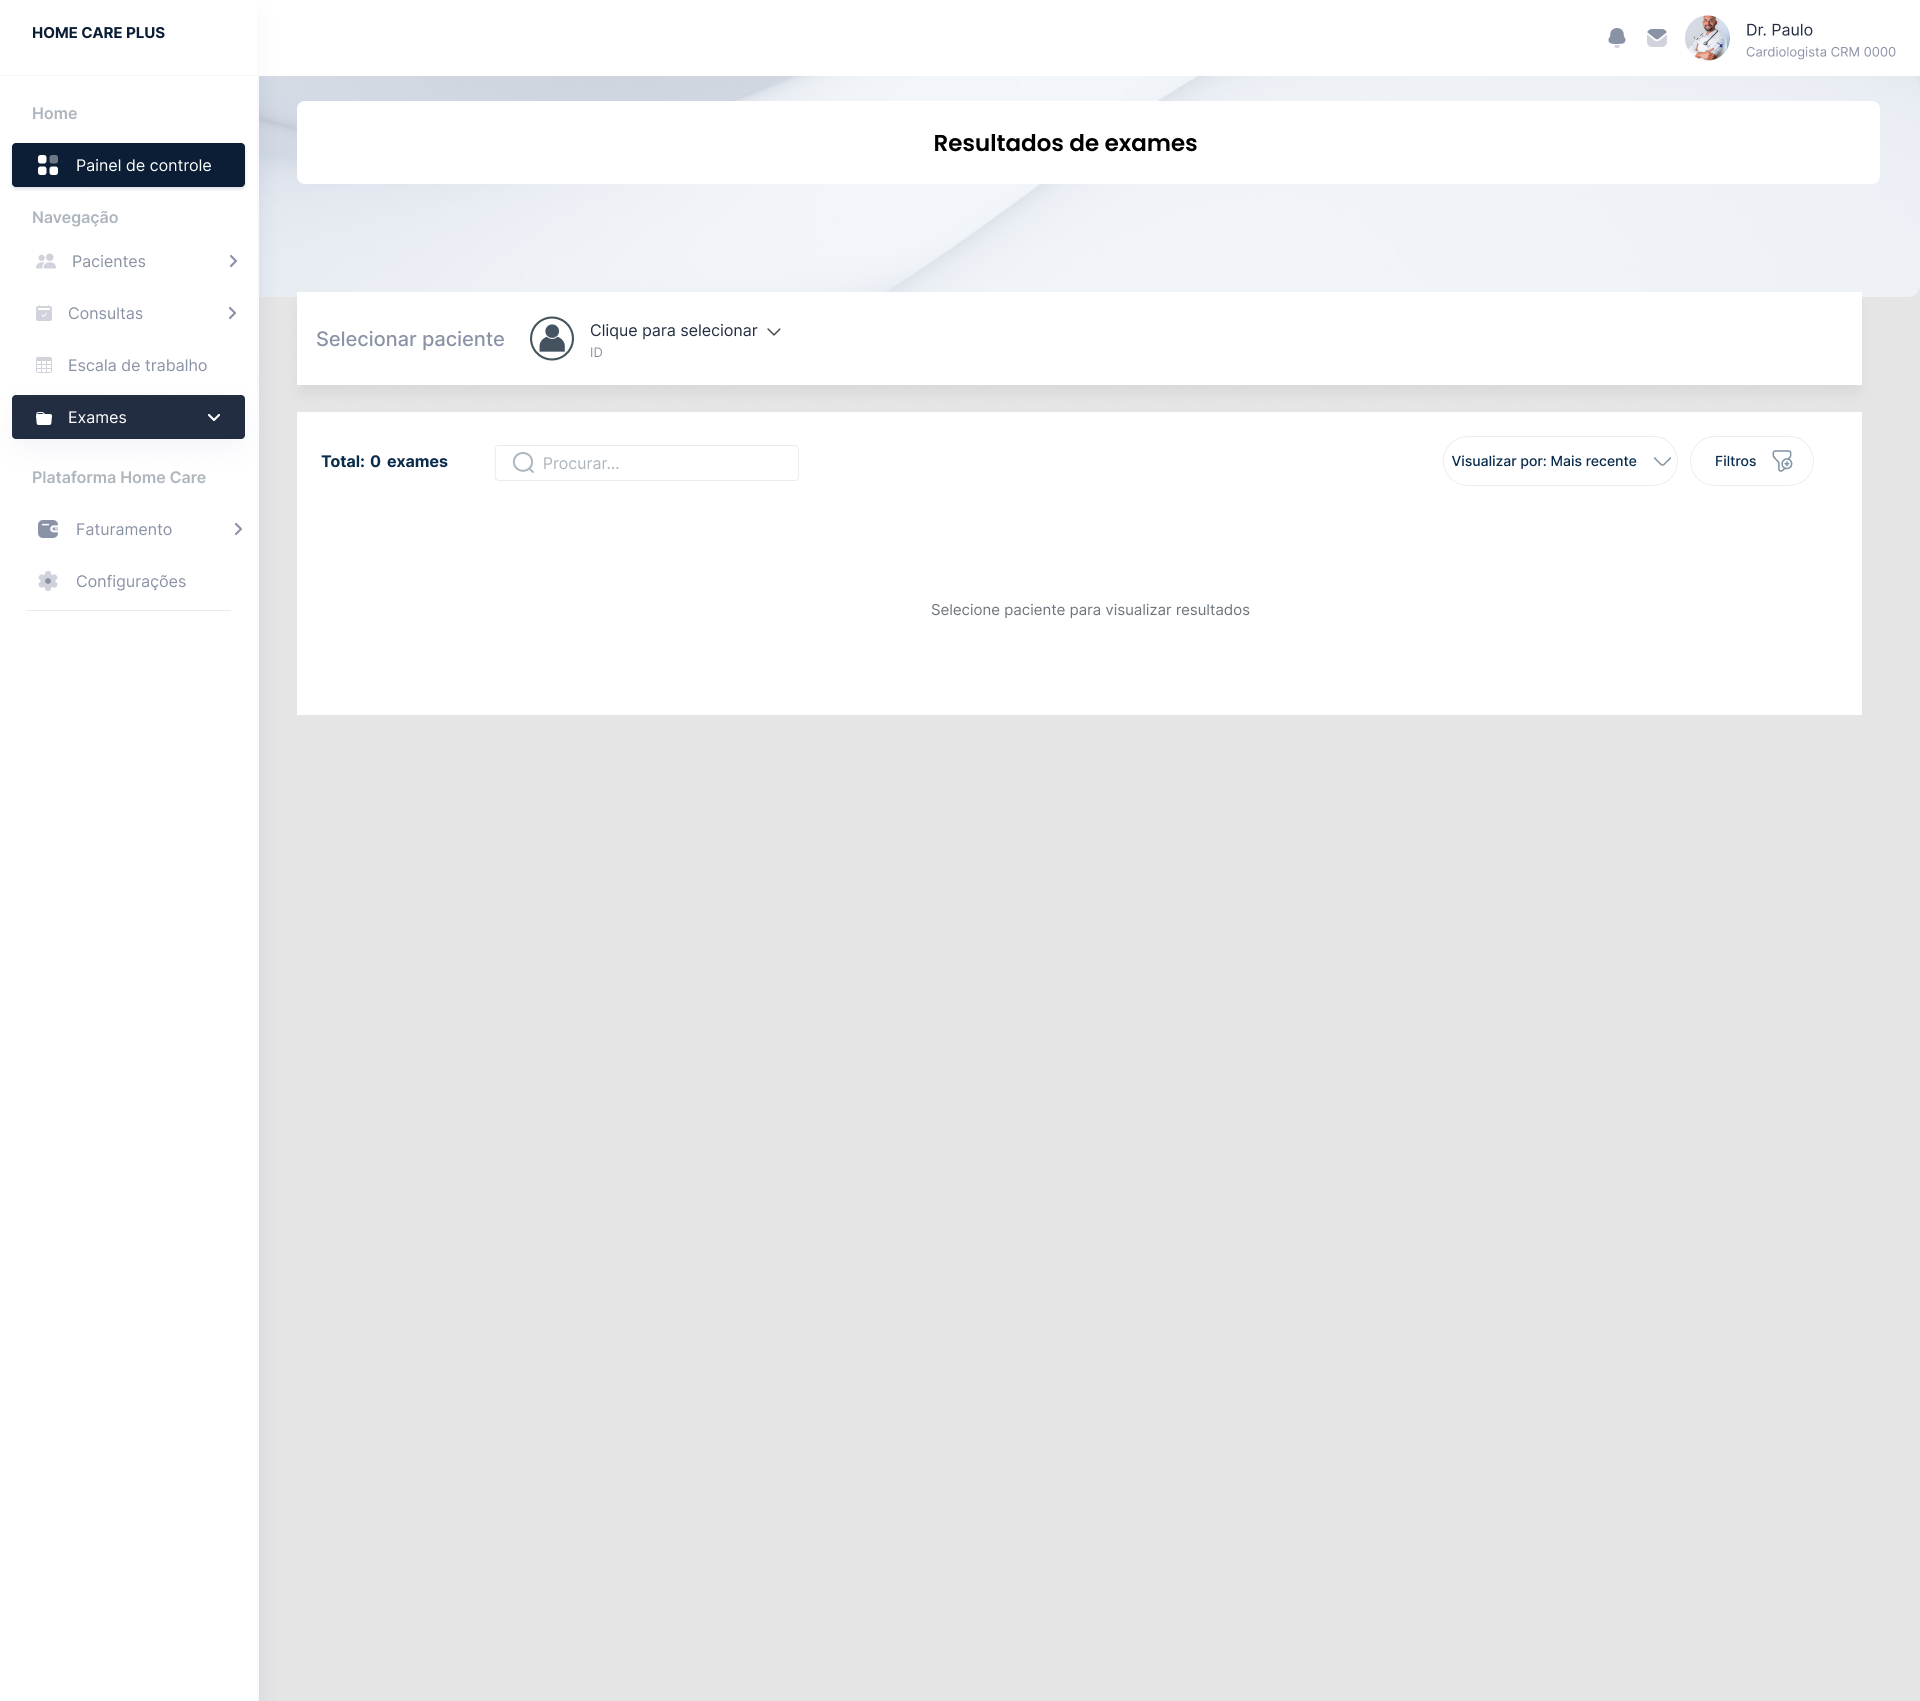 HOME CARE PLUS
Dr. Paulo
Cardiologista CRM 0000
Home
Painel de controle
Navegação
Pacientes
Consultas
Escala de trabalho
Exames
Plataforma Home Care
Faturamento
Configurações
Resultados de exames
Selecionar paciente
Clique para selecionar
ID
Total: 0 exames
Procurar...
Visualizar por: Mais recente
Filtros
Selecione paciente para visualizar resultados